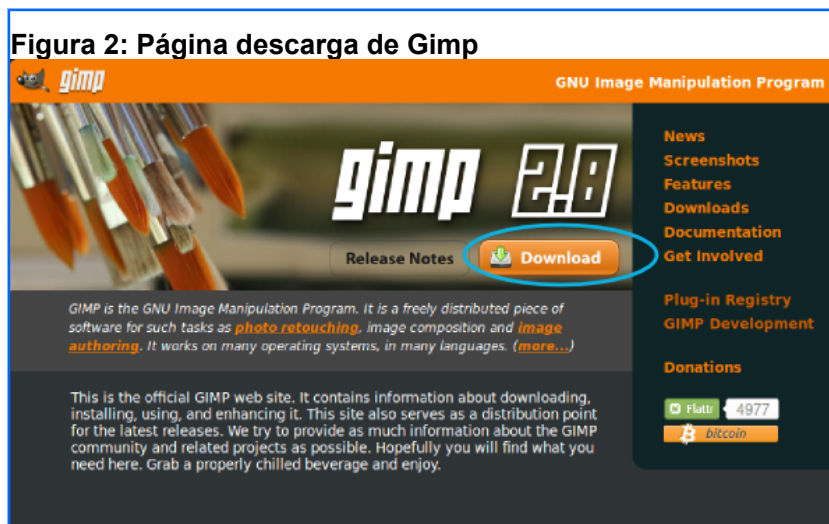 Figura 2: Página descarga de Gimp
gimp
GNU Image Manipulation Program
gimp 2.8
Release Notes
Download
News
Screenshots
Features
Downloads
Documentation
Get Involved
Plug-in Registry
GIMP Development
Donations
Flattr 4977
bitcoin
GIMP is the GNU Image Manipulation Program. It is a freely distributed piece of
software for such tasks as photo retouching, image composition and image
authoring. It works on many operating systems, in many languages. (more...)
This is the official GIMP web site. It contains information about downloading,
installing, using, and enhancing it. This site also serves as a distribution point
for the latest releases. We try to provide as much information about the GIMP
community and related projects as possible. Hopefully you will find what you
need here. Grab a properly chilled beverage and enjoy.